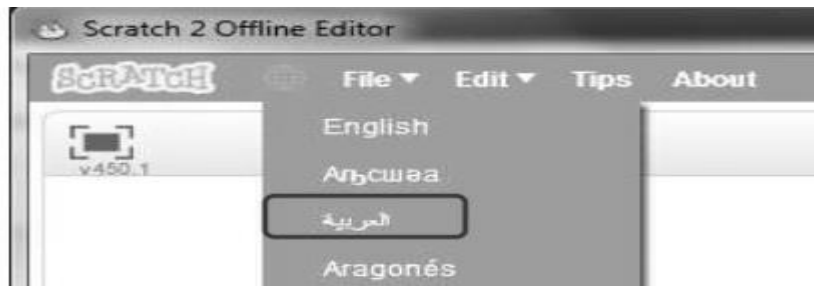 Scratch 2 Offline Editor
SCRATCH File Edit Tips About
v450.1
English
Аҧсшәа
العربية
Aragonés